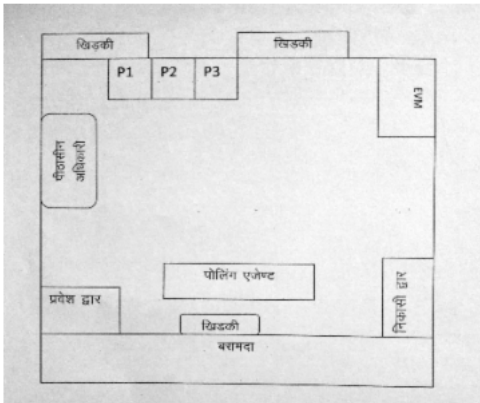 खिड़की
खिड़की
P1 P2 P3
EVM
पीठासीन
अधिकारी
पोलिंग एजेण्ट
प्रवेश द्वार
निकासी द्वार
खिड़की
बरामदा